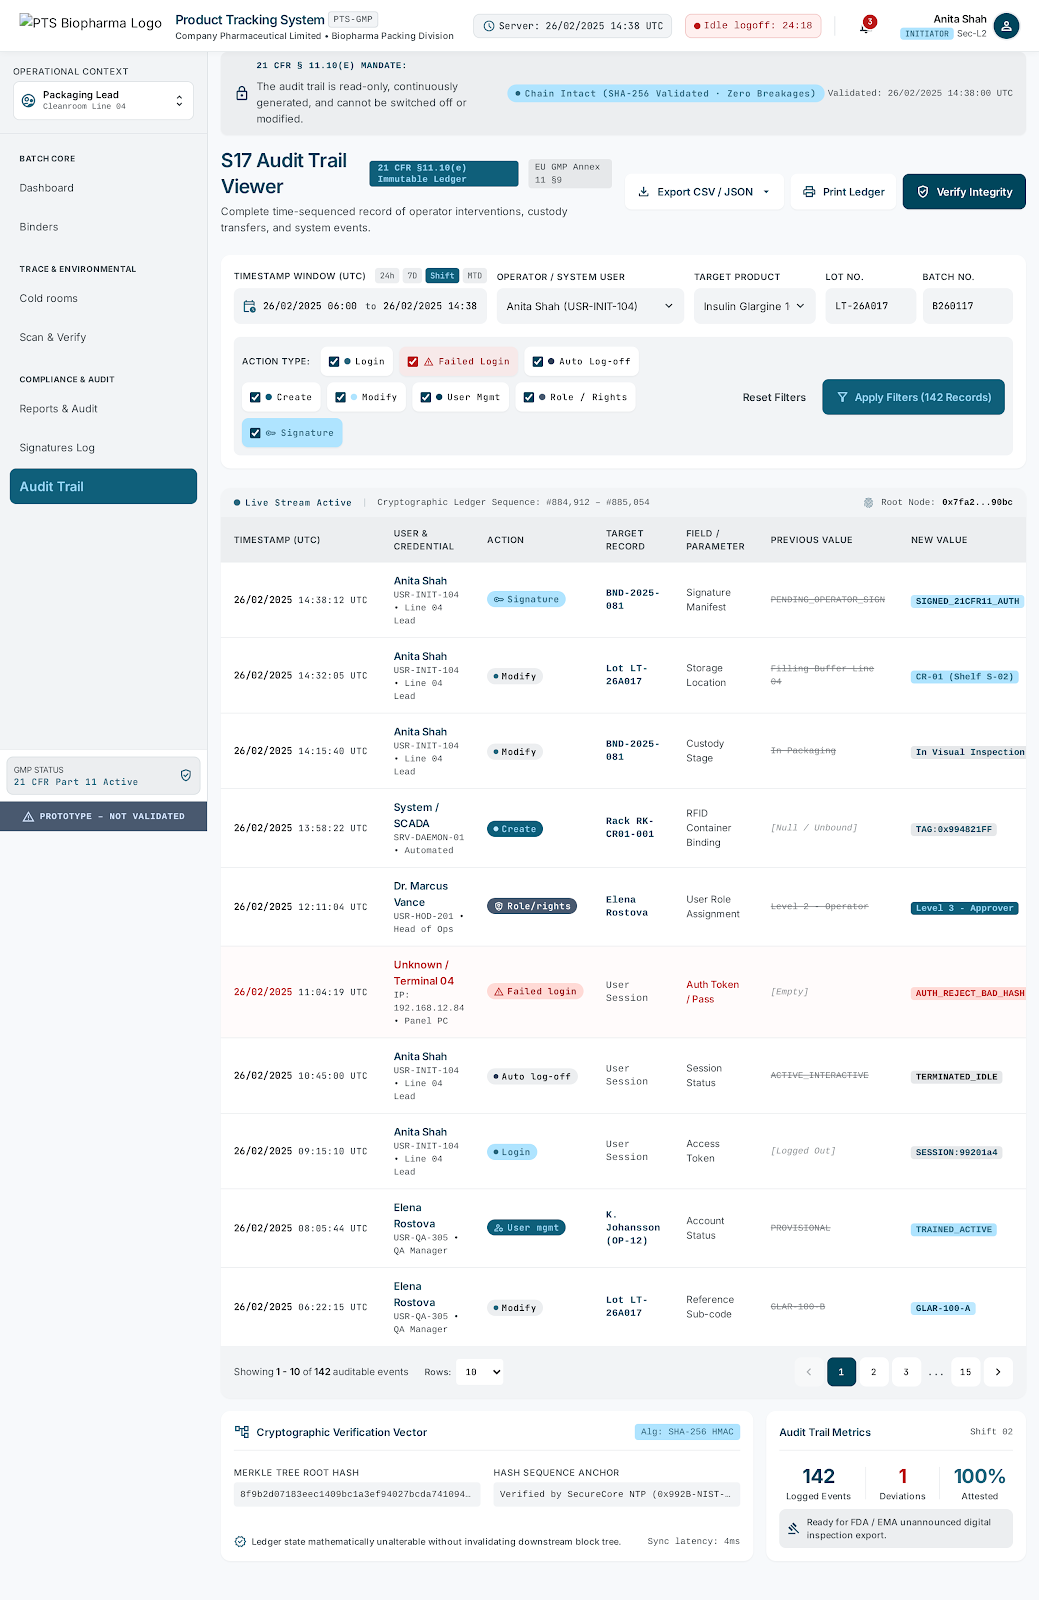 PTS Biopharma Logo
Product Tracking System PTS-GMP
Company Pharmaceutical Limited • Biopharma Packing Division
Server: 26/02/2025 14:38 UTC
Idle logoff: 24:18
3
Anita Shah
INITIATOR Sec-L2
OPERATIONAL CONTEXT
Packaging Lead
Cleanroom Line 04
BATCH CORE
Dashboard
Binders
TRACE & ENVIRONMENTAL
Cold rooms
Scan & Verify
COMPLIANCE & AUDIT
Reports & Audit
Signatures Log
Audit Trail
GMP STATUS
21 CFR Part 11 Active
PROTOTYPE – NOT VALIDATED
21 CFR § 11.10(E) MANDATE:
The audit trail is read-only, continuously
generated, and cannot be switched off or
modified.
Chain Intact (SHA-256 Validated · Zero Breakages)
Validated: 26/02/2025 14:38:00 UTC
S17 Audit Trail
Viewer
21 CFR §11.10(e)
Immutable Ledger
EU GMP Annex
11 §9
Complete time-sequenced record of operator interventions, custody
transfers, and system events.
Export CSV / JSON
Print Ledger
Verify Integrity
TIMESTAMP WINDOW (UTC) 24h 7D Shift MTD
26/02/2025 06:00 to 26/02/2025 14:38
OPERATOR / SYSTEM USER
Anita Shah (USR-INIT-104)
TARGET PRODUCT
Insulin Glargine 1
LOT NO.
LT-26A017
BATCH NO.
B260117
ACTION TYPE: Login Failed Login Auto Log-off
Create Modify User Mgmt Role / Rights
Signature
Reset Filters
Apply Filters (142 Records)
Live Stream Active | Cryptographic Ledger Sequence: #884,912 – #885,054
Root Node: 0x7fa2...90bc
TIMESTAMP (UTC)
USER &
CREDENTIAL
ACTION
TARGET
RECORD
FIELD /
PARAMETER
PREVIOUS VALUE
NEW VALUE
26/02/2025 14:38:12 UTC
Anita Shah
USR-INIT-104
• Line 04
Lead
Signature
BND-2025-
081
Signature
Manifest
PENDING_OPERATOR_SIGN
SIGNED_21CFR11_AUTH
26/02/2025 14:32:05 UTC
Anita Shah
USR-INIT-104
• Line 04
Lead
Modify
Lot LT-
26A017
Storage
Location
Filling Buffer Line
04
CR-01 (Shelf S-02)
26/02/2025 14:15:40 UTC
Anita Shah
USR-INIT-104
• Line 04
Lead
Modify
BND-2025-
081
Custody
Stage
In Packaging
In Visual Inspection
26/02/2025 13:58:22 UTC
System /
SCADA
SRV-DAEMON-01
• Automated
Create
Rack RK-
CR01-001
RFID
Container
Binding
[Null / Unbound]
TAG:0x994821FF
26/02/2025 12:11:04 UTC
Dr. Marcus
Vance
USR-HOD-201 •
Head of Ops
Role/rights
Elena
Rostova
User Role
Assignment
Level 2 - Operator
Level 3 - Approver
26/02/2025 11:04:19 UTC
Unknown /
Terminal 04
IP:
192.168.12.84
• Panel PC
Failed login
User
Session
Auth Token
/ Pass
[Empty]
AUTH_REJECT_BAD_HASH
26/02/2025 10:45:00 UTC
Anita Shah
USR-INIT-104
• Line 04
Lead
Auto log-off
User
Session
Session
Status
ACTIVE_INTERACTIVE
TERMINATED_IDLE
26/02/2025 09:15:10 UTC
Anita Shah
USR-INIT-104
• Line 04
Lead
Login
User
Session
Access
Token
[Logged Out]
SESSION:99201a4
26/02/2025 08:05:44 UTC
Elena
Rostova
USR-QA-305 •
QA Manager
User mgmt
K.
Johansson
(OP-12)
Account
Status
PROVISIONAL
TRAINED_ACTIVE
26/02/2025 06:22:15 UTC
Elena
Rostova
USR-QA-305 •
QA Manager
Modify
Lot LT-
26A017
Reference
Sub-code
GLAR-100-B
GLAR-100-A
Showing 1 - 10 of 142 auditable events Rows: 10
1 2 3 ... 15
Cryptographic Verification Vector
Alg: SHA-256 HMAC
MERKLE TREE ROOT HASH
8f9b2d07183eec1409bc1a3ef94027bcda741094…
HASH SEQUENCE ANCHOR
Verified by SecureCore NTP (0x992B-NIST-…
Ledger state mathematically unalterable without invalidating downstream block tree.
Sync latency: 4ms
Audit Trail Metrics
Shift 02
142
Logged Events
1
Deviations
100%
Attested
Ready for FDA / EMA unannounced digital
inspection export.